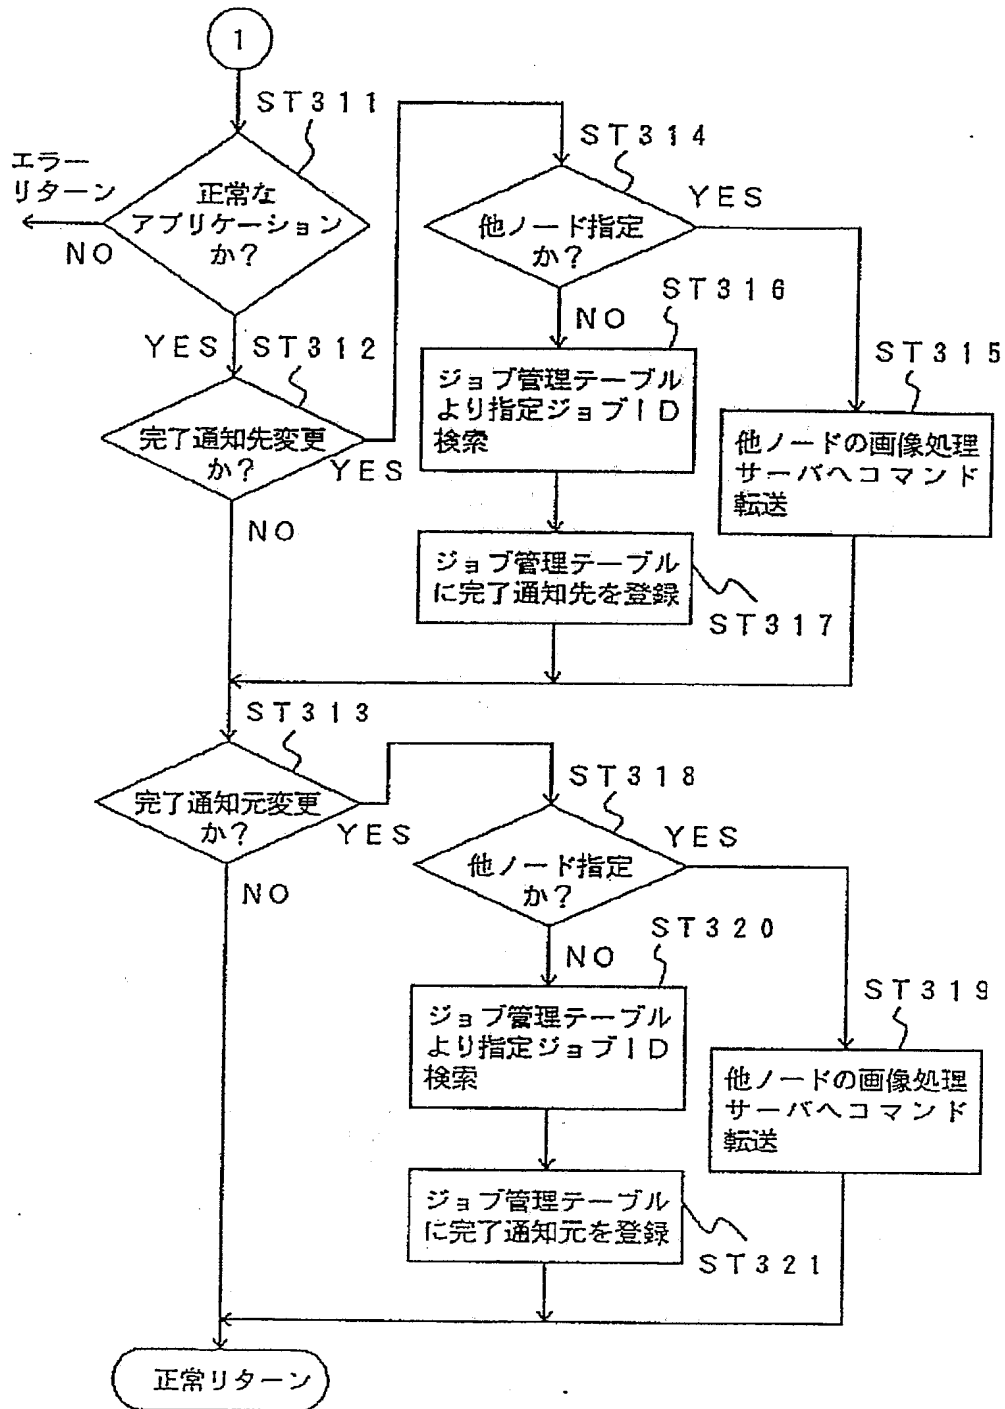 1
ST311
エラー
リターン
正常な
アプリケーション
か?
NO
YES
ST312
完了通知先変更
か?
YES
NO
ST314
他ノード指定
か?
YES
NO
ST316
ジョブ管理テーブル
より指定ジョブID
検索
ST315
他ノードの画像処理
サーバへコマンド
転送
ジョブ管理テーブル
に完了通知先を登録
ST317
ST313
完了通知元変更
か?
YES
NO
ST318
他ノード指定
か?
YES
NO
ST320
ジョブ管理テーブル
より指定ジョブID
検索
ST319
他ノードの画像処理
サーバへコマンド
転送
ジョブ管理テーブル
に完了通知元を登録
ST321
正常リターン